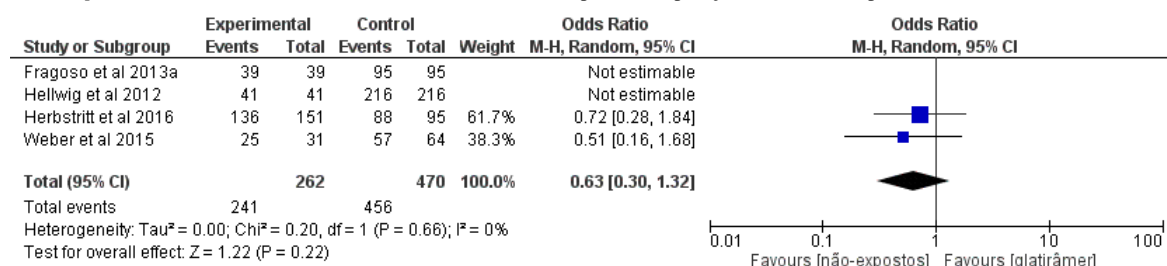 Experimental Control Odds Ratio Odds Ratio
Study or Subgroup Events Total Events Total Weight M-H, Random, 95% CI M-H, Random, 95% CI
Fragoso et al 2013a 39 39 95 95 Not estimable
Hellwig et al 2012 41 41 216 216 Not estimable
Herbstritt et al 2016 136 151 88 95 61.7% 0.72 [0.28, 1.84]
Weber et al 2015 25 31 57 64 38.3% 0.51 [0.16, 1.68]
Total (95% CI) 262 470 100.0% 0.63 [0.30, 1.32]
Total events 241 456
Heterogeneity: Tau² = 0.00; Chi² = 0.20, df = 1 (P = 0.66); I² = 0%
Test for overall effect: Z = 1.22 (P = 0.22)
0.01 0.1 1 10 100
Favours [não-expostos] Favours [glatirâmer]